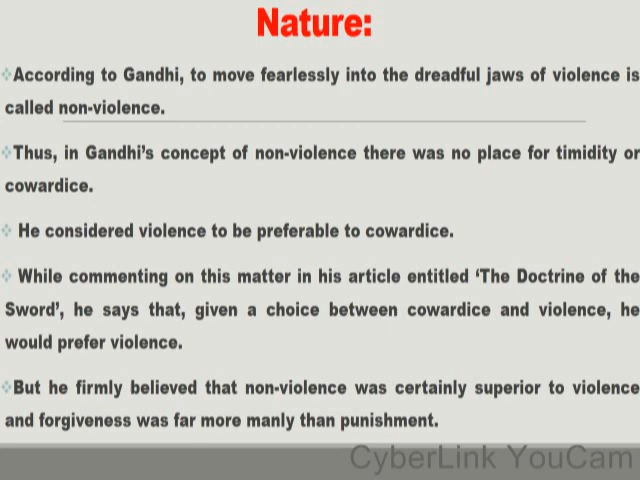 Nature:
❖According to Gandhi, to move fearlessly into the dreadful jaws of violence is
called non-violence.
❖Thus, in Gandhi's concept of non-violence there was no place for timidity or
cowardice.
❖ He considered violence to be preferable to cowardice.
❖ While commenting on this matter in his article entitled ‘The Doctrine of the
Sword’, he says that, given a choice between cowardice and violence, he
would prefer violence.
❖But he firmly believed that non-violence was certainly superior to violence
and forgiveness was far more manly than punishment.
CyberLink YouCam